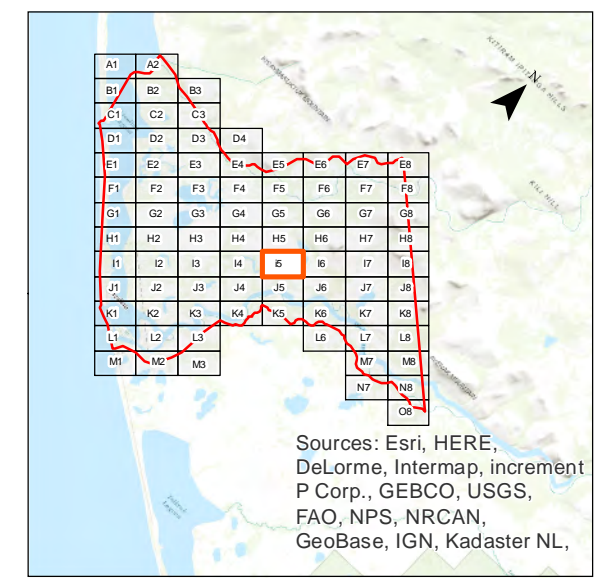 KITIRAM IPIENGA HILLS
N
A1 A2
B1 B2 B3
C1 C2 C3
D1 D2 D3 D4
E1 E2 E3 E4 E5 E6 E7 E8
F1 F2 F3 F4 F5 F6 F7 F8
KILI HILL
G1 G2 G3 G4 G5 G6 G7 G8
H1 H2 H3 H4 H5 H6 H7 H8
I1 I2 I3 I4 i5 I6 I7 I8
J1 J2 J3 J4 J5 J6 J7 J8
K1 K2 K3 K4 K5 K6 K7 K8
L1 L2 L3 L6 L7 L8
M1 M2 M3 M7 M8
N7 N8
O8
Sources: Esri, HERE,
DeLorme, Intermap, increment
P Corp., GEBCO, USGS,
FAO, NPS, NRCAN,
GeoBase, IGN, Kadaster NL,